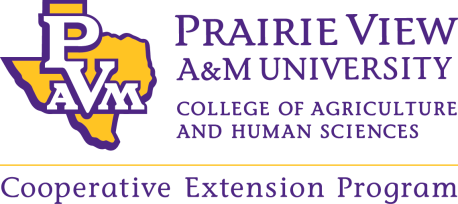 PVAMU
PRAIRIE VIEW
A&M UNIVERSITY
COLLEGE OF AGRICULTURE
AND HUMAN SCIENCES
Cooperative Extension Program